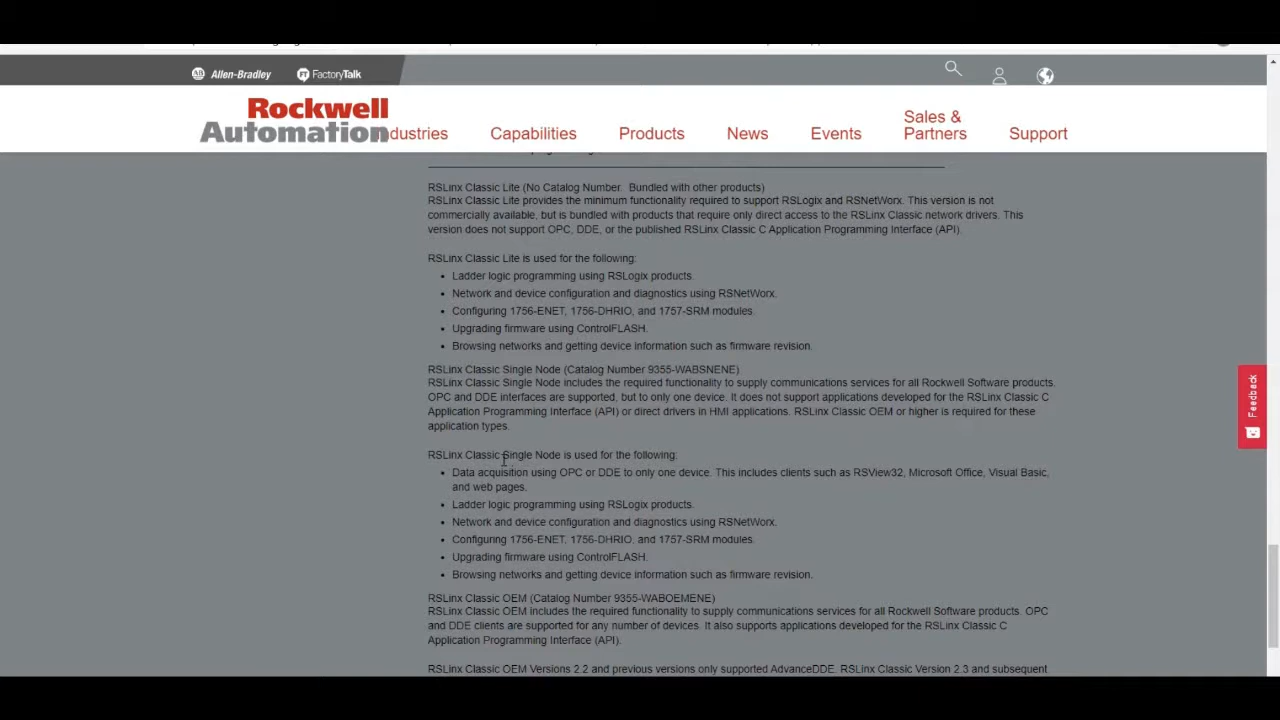 Allen-Bradley
FactoryTalk
Rockwell
Automation
dustries
Capabilities
Products
News
Events
Sales &
Partners
Support
RSLinx Classic Lite (No Catalog Number. Bundled with other products)
RSLinx Classic Lite provides the minimum functionality required to support RSLogix and RSNetWorx. This version is not
commercially available, but is bundled with products that require only direct access to the RSLinx Classic network drivers. This
version does not support OPC, DDE, or the published RSLinx Classic C Application Programming Interface (API).
RSLinx Classic Lite is used for the following:
• Ladder logic programming using RSLogix products.
• Network and device configuration and diagnostics using RSNetWorx.
• Configuring 1756-ENET, 1756-DHRIO, and 1757-SRM modules.
• Upgrading firmware using ControlFLASH.
• Browsing networks and getting device information such as firmware revision.
RSLinx Classic Single Node (Catalog Number 9355-WABSNENE)
RSLinx Classic Single Node includes the required functionality to supply communications services for all Rockwell Software products.
OPC and DDE interfaces are supported, but to only one device. It does not support applications developed for the RSLinx Classic C
Application Programming Interface (API) or direct drivers in HMI applications. RSLinx Classic OEM or higher is required for these
application types.
RSLinx Classic Single Node is used for the following:
• Data acquisition using OPC or DDE to only one device. This includes clients such as RSView32, Microsoft Office, Visual Basic,
and web pages.
• Ladder logic programming using RSLogix products.
• Network and device configuration and diagnostics using RSNetWorx.
• Configuring 1756-ENET, 1756-DHRIO, and 1757-SRM modules.
• Upgrading firmware using ControlFLASH.
• Browsing networks and getting device information such as firmware revision.
RSLinx Classic OEM (Catalog Number 9355-WABOEMENE)
RSLinx Classic OEM includes the required functionality to supply communications services for all Rockwell Software products. OPC
and DDE clients are supported for any number of devices. It also supports applications developed for the RSLinx Classic C
Application Programming Interface (API).
RSLinx Classic OEM Versions 2.2 and previous versions only supported AdvanceDDE. RSLinx Classic Version 2.3 and subsequent
Feedback